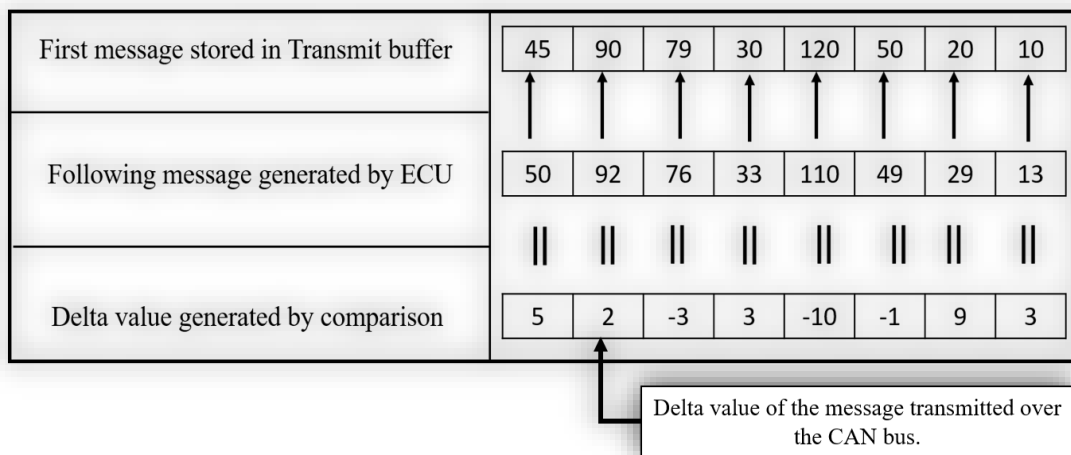 First message stored in Transmit buffer
45 90 79 30 120 50 20 10
Following message generated by ECU
50 92 76 33 110 49 29 13
Delta value generated by comparison
5 2 -3 3 -10 -1 9 3
Delta value of the message transmitted over
the CAN bus.